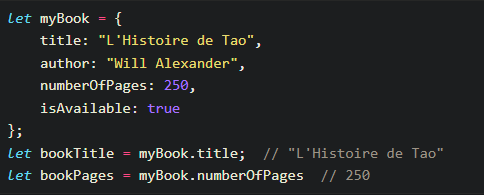 let myBook = {
    title: "L'Histoire de Tao",
    author: "Will Alexander",
    numberOfPages: 250,
    isAvailable: true
};
let bookTitle = myBook.title;  // "L'Histoire de Tao"
let bookPages = myBook.numberOfPages  // 250